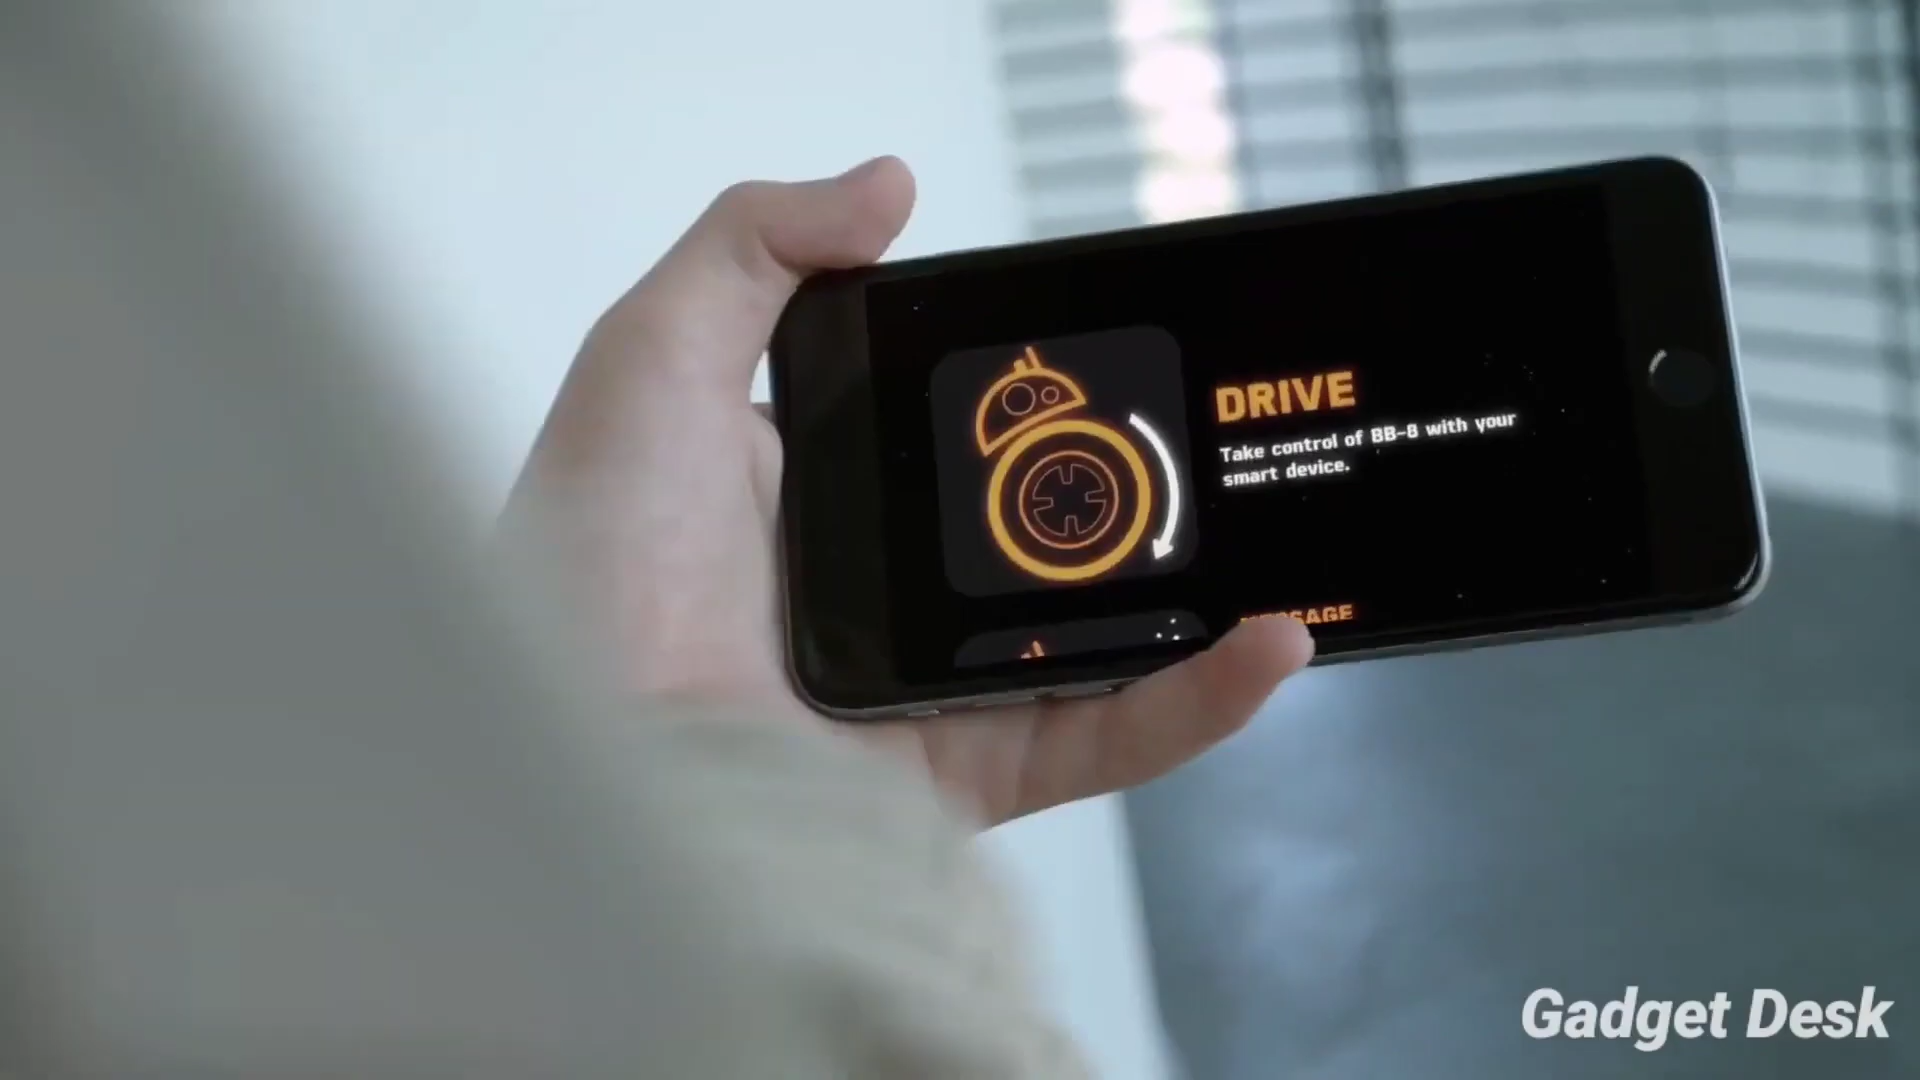 DRIVE
Take control of BB-8 with your
smart device.
Gadget Desk